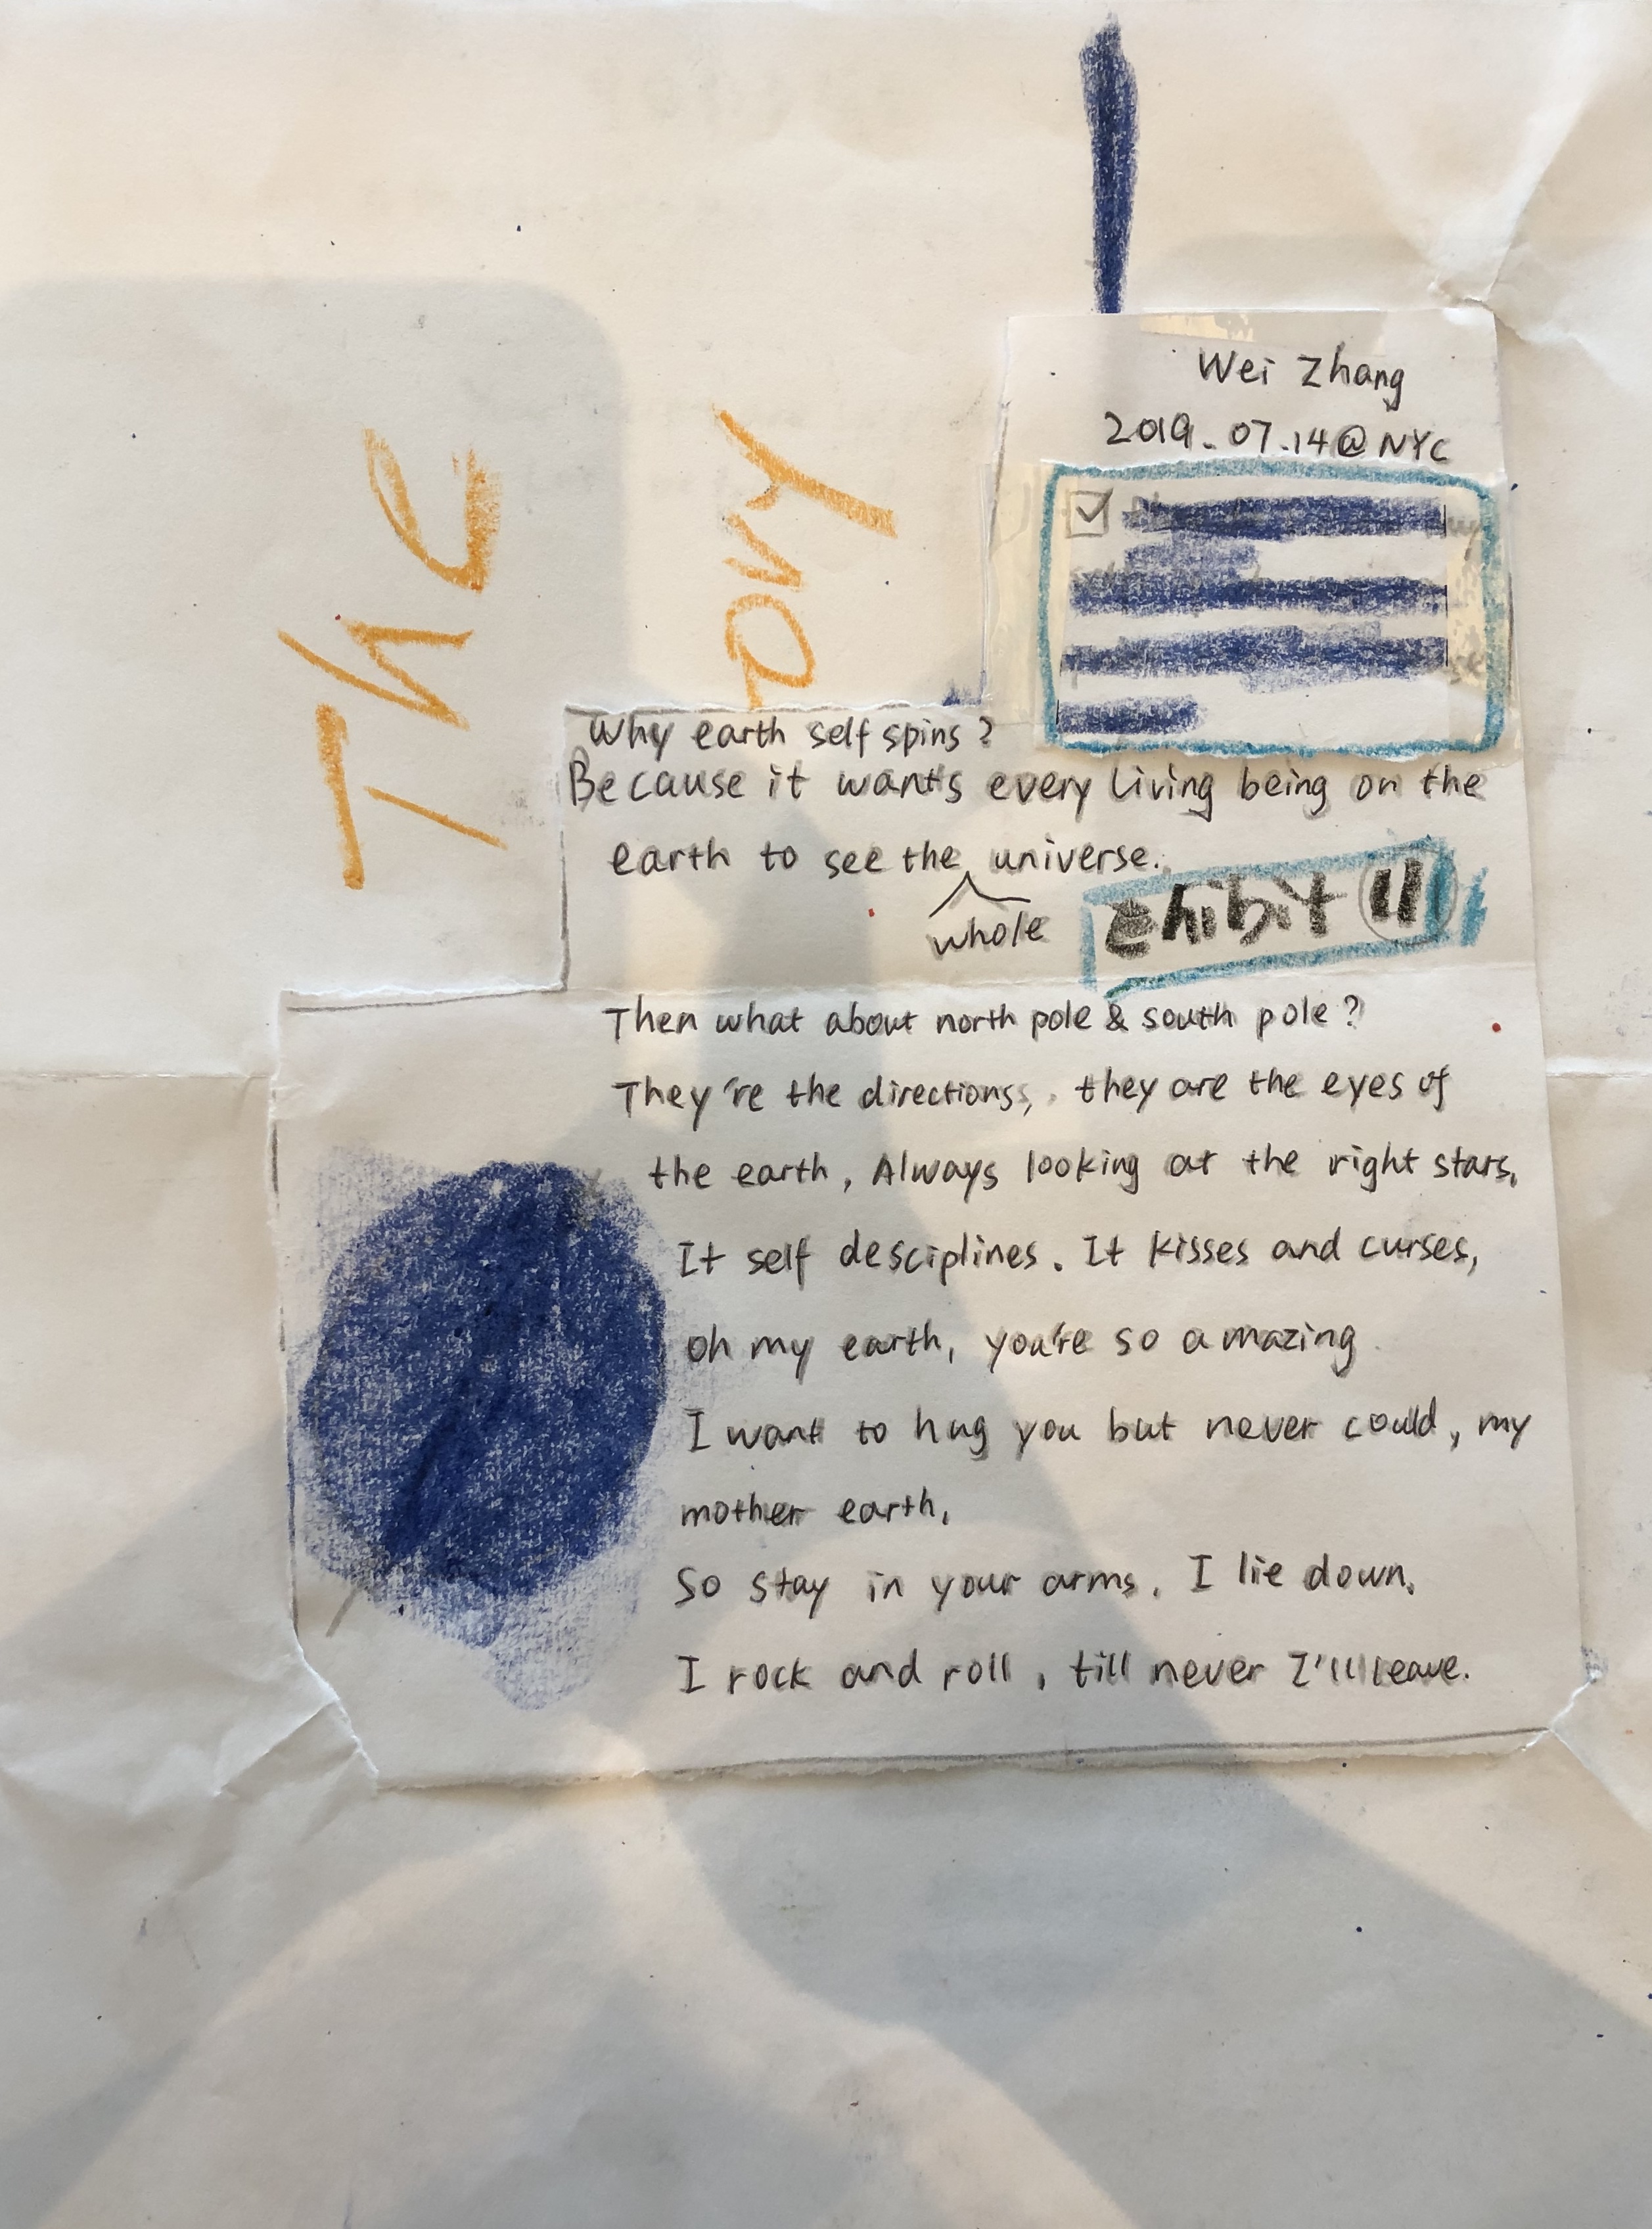 The
ory
Wei Zhang
2019.07.14@NYC
Why earth self spins?
Because it wants every living being on the
earth to see the universe.
whole
exhibit 11
Then what about north pole & south pole?
They're the directions, they are the eyes of
the earth, Always looking at the right stars,
It self desciplines. It kisses and curses,
oh my earth, you're so amazing
I want to hug you but never could, my
mother earth,
So stay in your arms, I lie down,
I rock and roll, till never I'll leave.